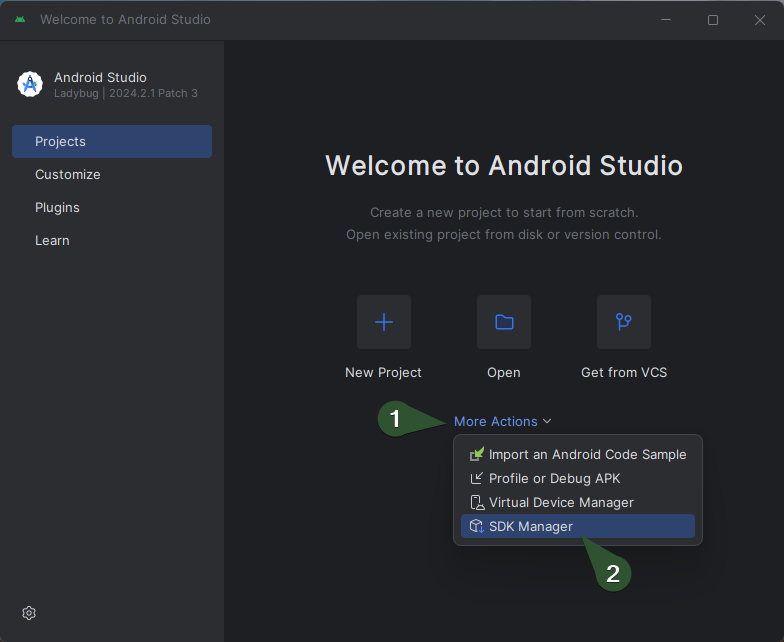 Welcome to Android Studio
Android Studio
Ladybug | 2024.2.1 Patch 3
Projects
Customize
Plugins
Learn
Welcome to Android Studio
Create a new project to start from scratch.
Open existing project from disk or version control.
New Project
Open
Get from VCS
1
More Actions
Import an Android Code Sample
Profile or Debug APK
Virtual Device Manager
SDK Manager
2